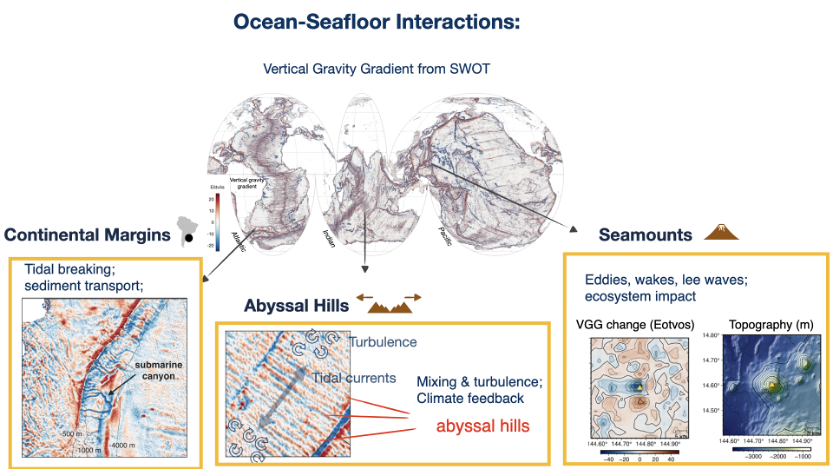 Ocean-Seafloor Interactions:
Vertical Gravity Gradient from SWOT
Vertical gravity
gradient
Eötvös
20
10
0
-10
-20
Atlantic
Indian
Pacific
Continental Margins
Tidal breaking;
sediment transport;
submarine
canyon
-500 m
-1000 m
-4000 m
Abyssal Hills
Turbulence
Tidal currents
Mixing & turbulence;
Climate feedback
abyssal hills
Seamounts
Eddies, wakes, lee waves;
ecosystem impact
VGG change (Eotvos)
Topography (m)
14.80°
14.70°
14.60°
14.50°
144.60° 144.70° 144.80° 144.90°
144.60° 144.70° 144.80° 144.90°
-40 -20 0 20 40
-3000 -2000 -1000